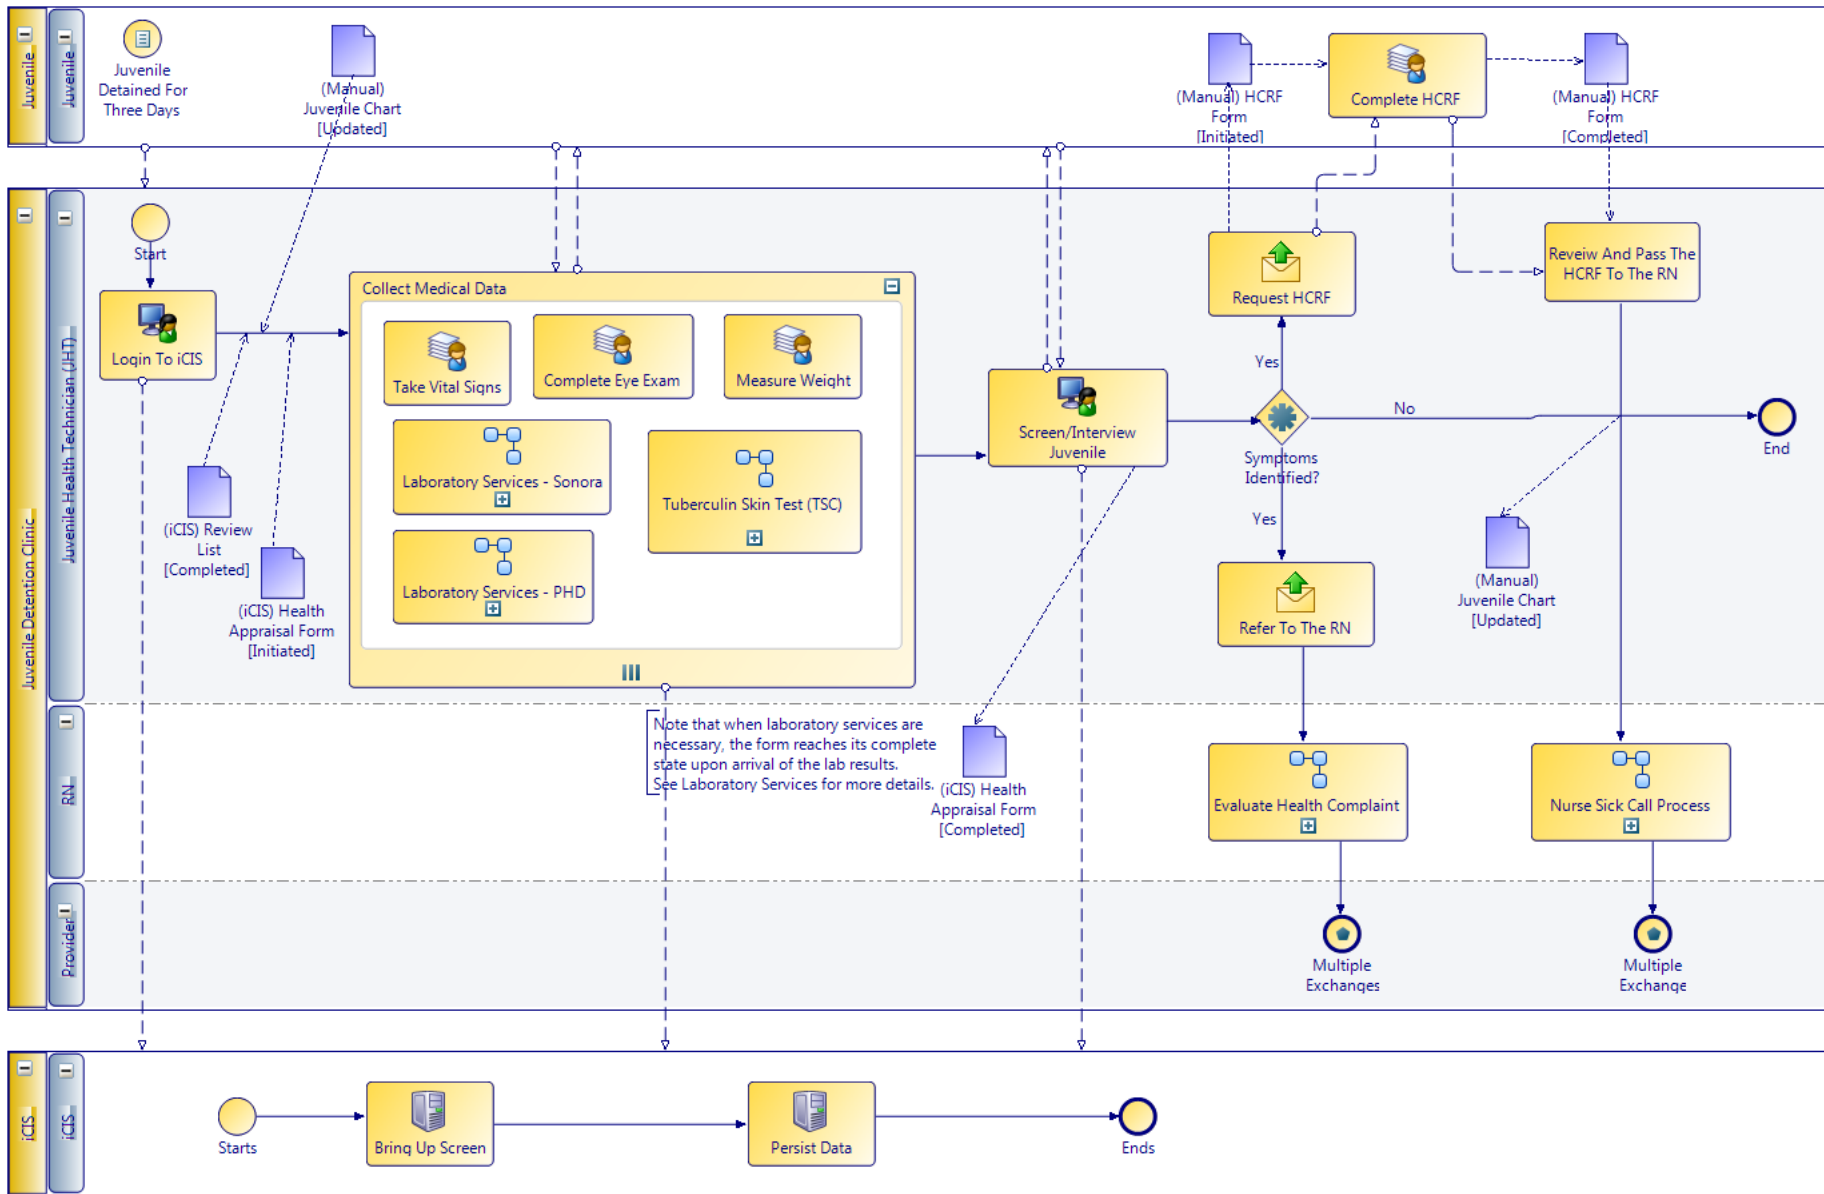 Juvenile
Juvenile
Juvenile
Detained For
Three Days
(Manual)
Juvenile Chart
[Updated]
(Manual) HCRF
Form
[Initiated]
Complete HCRF
(Manual) HCRF
Form
[Completed]
Juvenile Detention Clinic
Juvenile Health Technician (JHT)
Start
Login To iCIS
(iCIS) Review
List
[Completed]
(iCIS) Health
Appraisal Form
[Initiated]
Collect Medical Data
Take Vital Signs
Complete Eye Exam
Measure Weight
Laboratory Services - Sonora
Tuberculin Skin Test (TSC)
Laboratory Services - PHD
Screen/Interview
Juvenile
Request HCRF
Yes
Symptoms
Identified?
No
End
Yes
Refer To The RN
Reveiw And Pass The
HCRF To The RN
(Manual)
Juvenile Chart
[Updated]
RN
Note that when laboratory services are
necessary, the form reaches its complete
state upon arrival of the lab results.
See Laboratory Services for more details.
(iCIS) Health
Appraisal Form
[Completed]
Evaluate Health Complaint
Nurse Sick Call Process
Provider
Multiple
Exchanges
Multiple
Exchange
iCIS
iCIS
Starts
Bring Up Screen
Persist Data
Ends